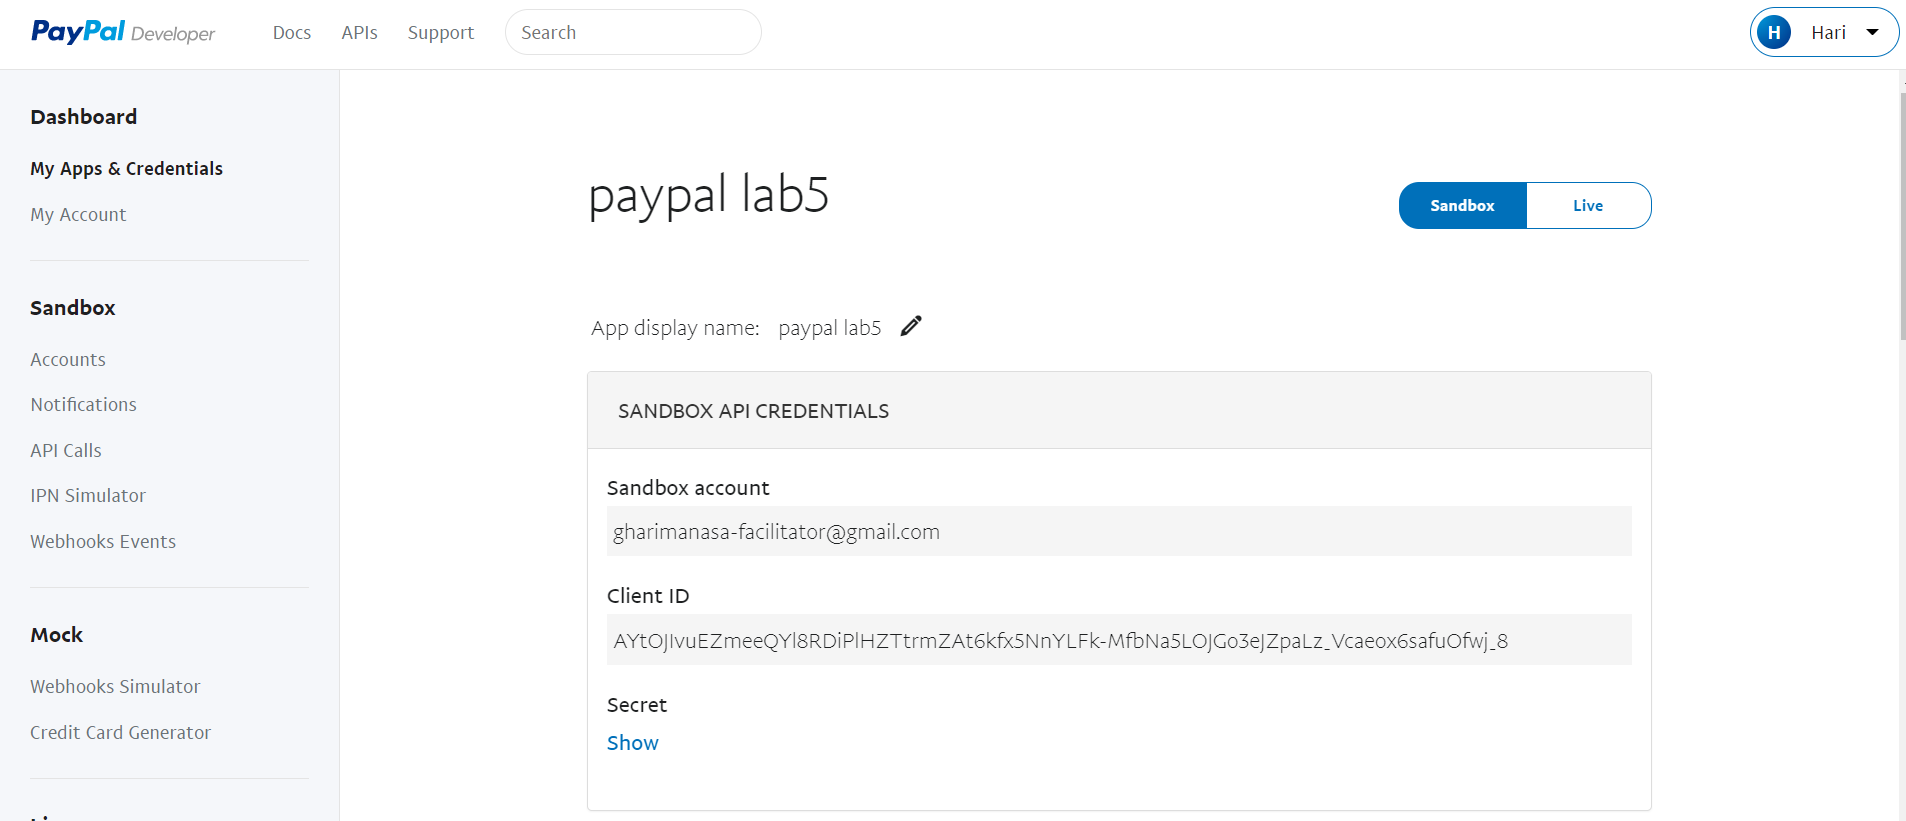 PayPal Developer
Docs
APIs
Support
Search
H
Hari
Dashboard
My Apps & Credentials
My Account
Sandbox
Accounts
Notifications
API Calls
IPN Simulator
Webhooks Events
Mock
Webhooks Simulator
Credit Card Generator
paypal lab5
Sandbox
Live
App display name: paypal lab5
SANDBOX API CREDENTIALS
Sandbox account
gharimanasa-facilitator@gmail.com
Client ID
AYtOJIvuEZmeeQYl8RDiPlHZTtrmZAt6kfx5NnYLFk-MfbNa5LOJGo3eJZpaLz_Vcaeox6safuOfwj_8
Secret
Show